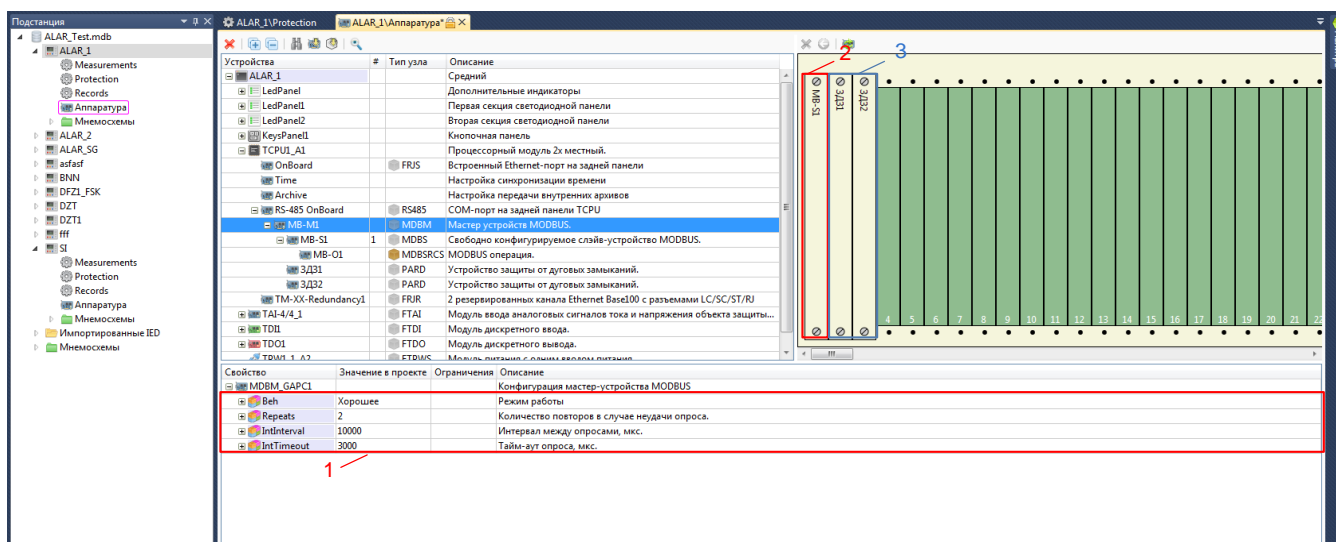 Подстанция
ALAR_1\Protection
ALAR_1\Аппаратура*
ALAR_Test.mdb
ALAR_1
Measurements
Protection
Records
Аппаратура
Мнемосхемы
ALAR_2
ALAR_SG
asfasf
BNN
DFZ1_FSK
DZT
DZT1
fff
SI
Measurements
Protection
Records
Аппаратура
Мнемосхемы
Импортированные IED
Мнемосхемы
Устройства # Тип узла Описание
ALAR_1 Средний
LedPanel Дополнительные индикаторы
LedPanel1 Первая секция светодиодной панели
LedPanel2 Вторая секция светодиодной панели
KeysPanel1 Кнопочная панель
TCPU1_A1 Процессорный модуль 2х местный.
OnBoard FRJS Встроенный Ethernet-порт на задней панели
Time Настройка синхронизации времени
Archive Настройка передачи внутренних архивов
RS-485 OnBoard RS485 COM-порт на задней панели TCPU
MB-M1 MDBM Мастер устройств MODBUS.
MB-S1 1 MDBS Свободно конфигурируемое слэйв-устройство MODBUS.
MB-O1 MDBSRCS MODBUS операция.
ЗДЗ1 PARD Устройство защиты от дуговых замыканий.
ЗДЗ2 PARD Устройство защиты от дуговых замыканий.
TM-XX-Redundancy1 FRJR 2 резервированных канала Ethernet Base100 с разъемами LC/SC/ST/RJ
TAI-4/4_1 FTAI Модуль ввода аналоговых сигналов тока и напряжения объекта защиты...
TDI1 FTDI Модуль дискретного ввода.
TDO1 FTDO Модуль дискретного вывода.
TPW1_1_A2 FTPWS Модуль питания с одним вводом питания
2
3
MB-S1
ЗДЗ1
ЗДЗ2
4 5 6 7 8 9 10 11 12 13 14 15 16 17 18 19 20 21 22
Свойство Значение в проекте Ограничения Описание
MDBM_GAPC1 Конфигурация мастер-устройства MODBUS
Beh Хорошее Режим работы
Repeats 2 Количество повторов в случае неудачи опроса.
IntInterval 10000 Интервал между опросами, мкс.
IntTimeout 3000 Тайм-аут опроса, мкс.
1